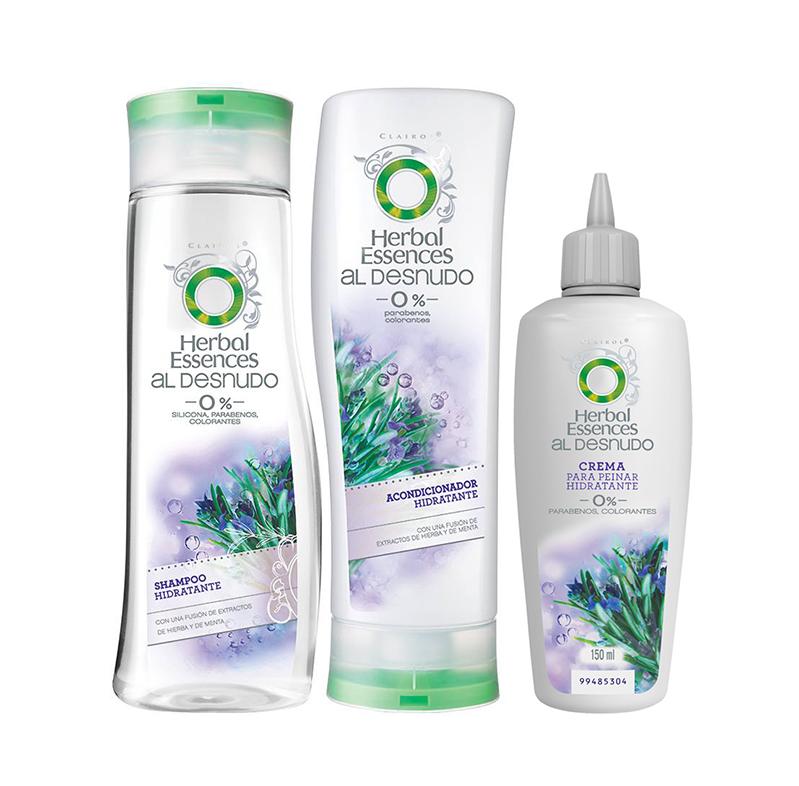 CLAIROL®
Herbal
Essences
al DESNUDO
0%
SILICONA, PARABENOS,
COLORANTES
SHAMPOO
HIDRATANTE
CON UNA FUSIÓN DE EXTRACTOS
DE HIERBA Y DE MENTA
CLAIROL®
Herbal
Essences
al DESNUDO
0%
parabenos,
colorantes
ACONDICIONADOR
HIDRATANTE
CON UNA FUSIÓN DE
EXTRACTOS DE HIERBA Y DE MENTA
CLAIROL®
Herbal
Essences
al DESNUDO
CREMA
PARA PEINAR
HIDRATANTE
0%
PARABENOS, COLORANTES
150 ml
99485304